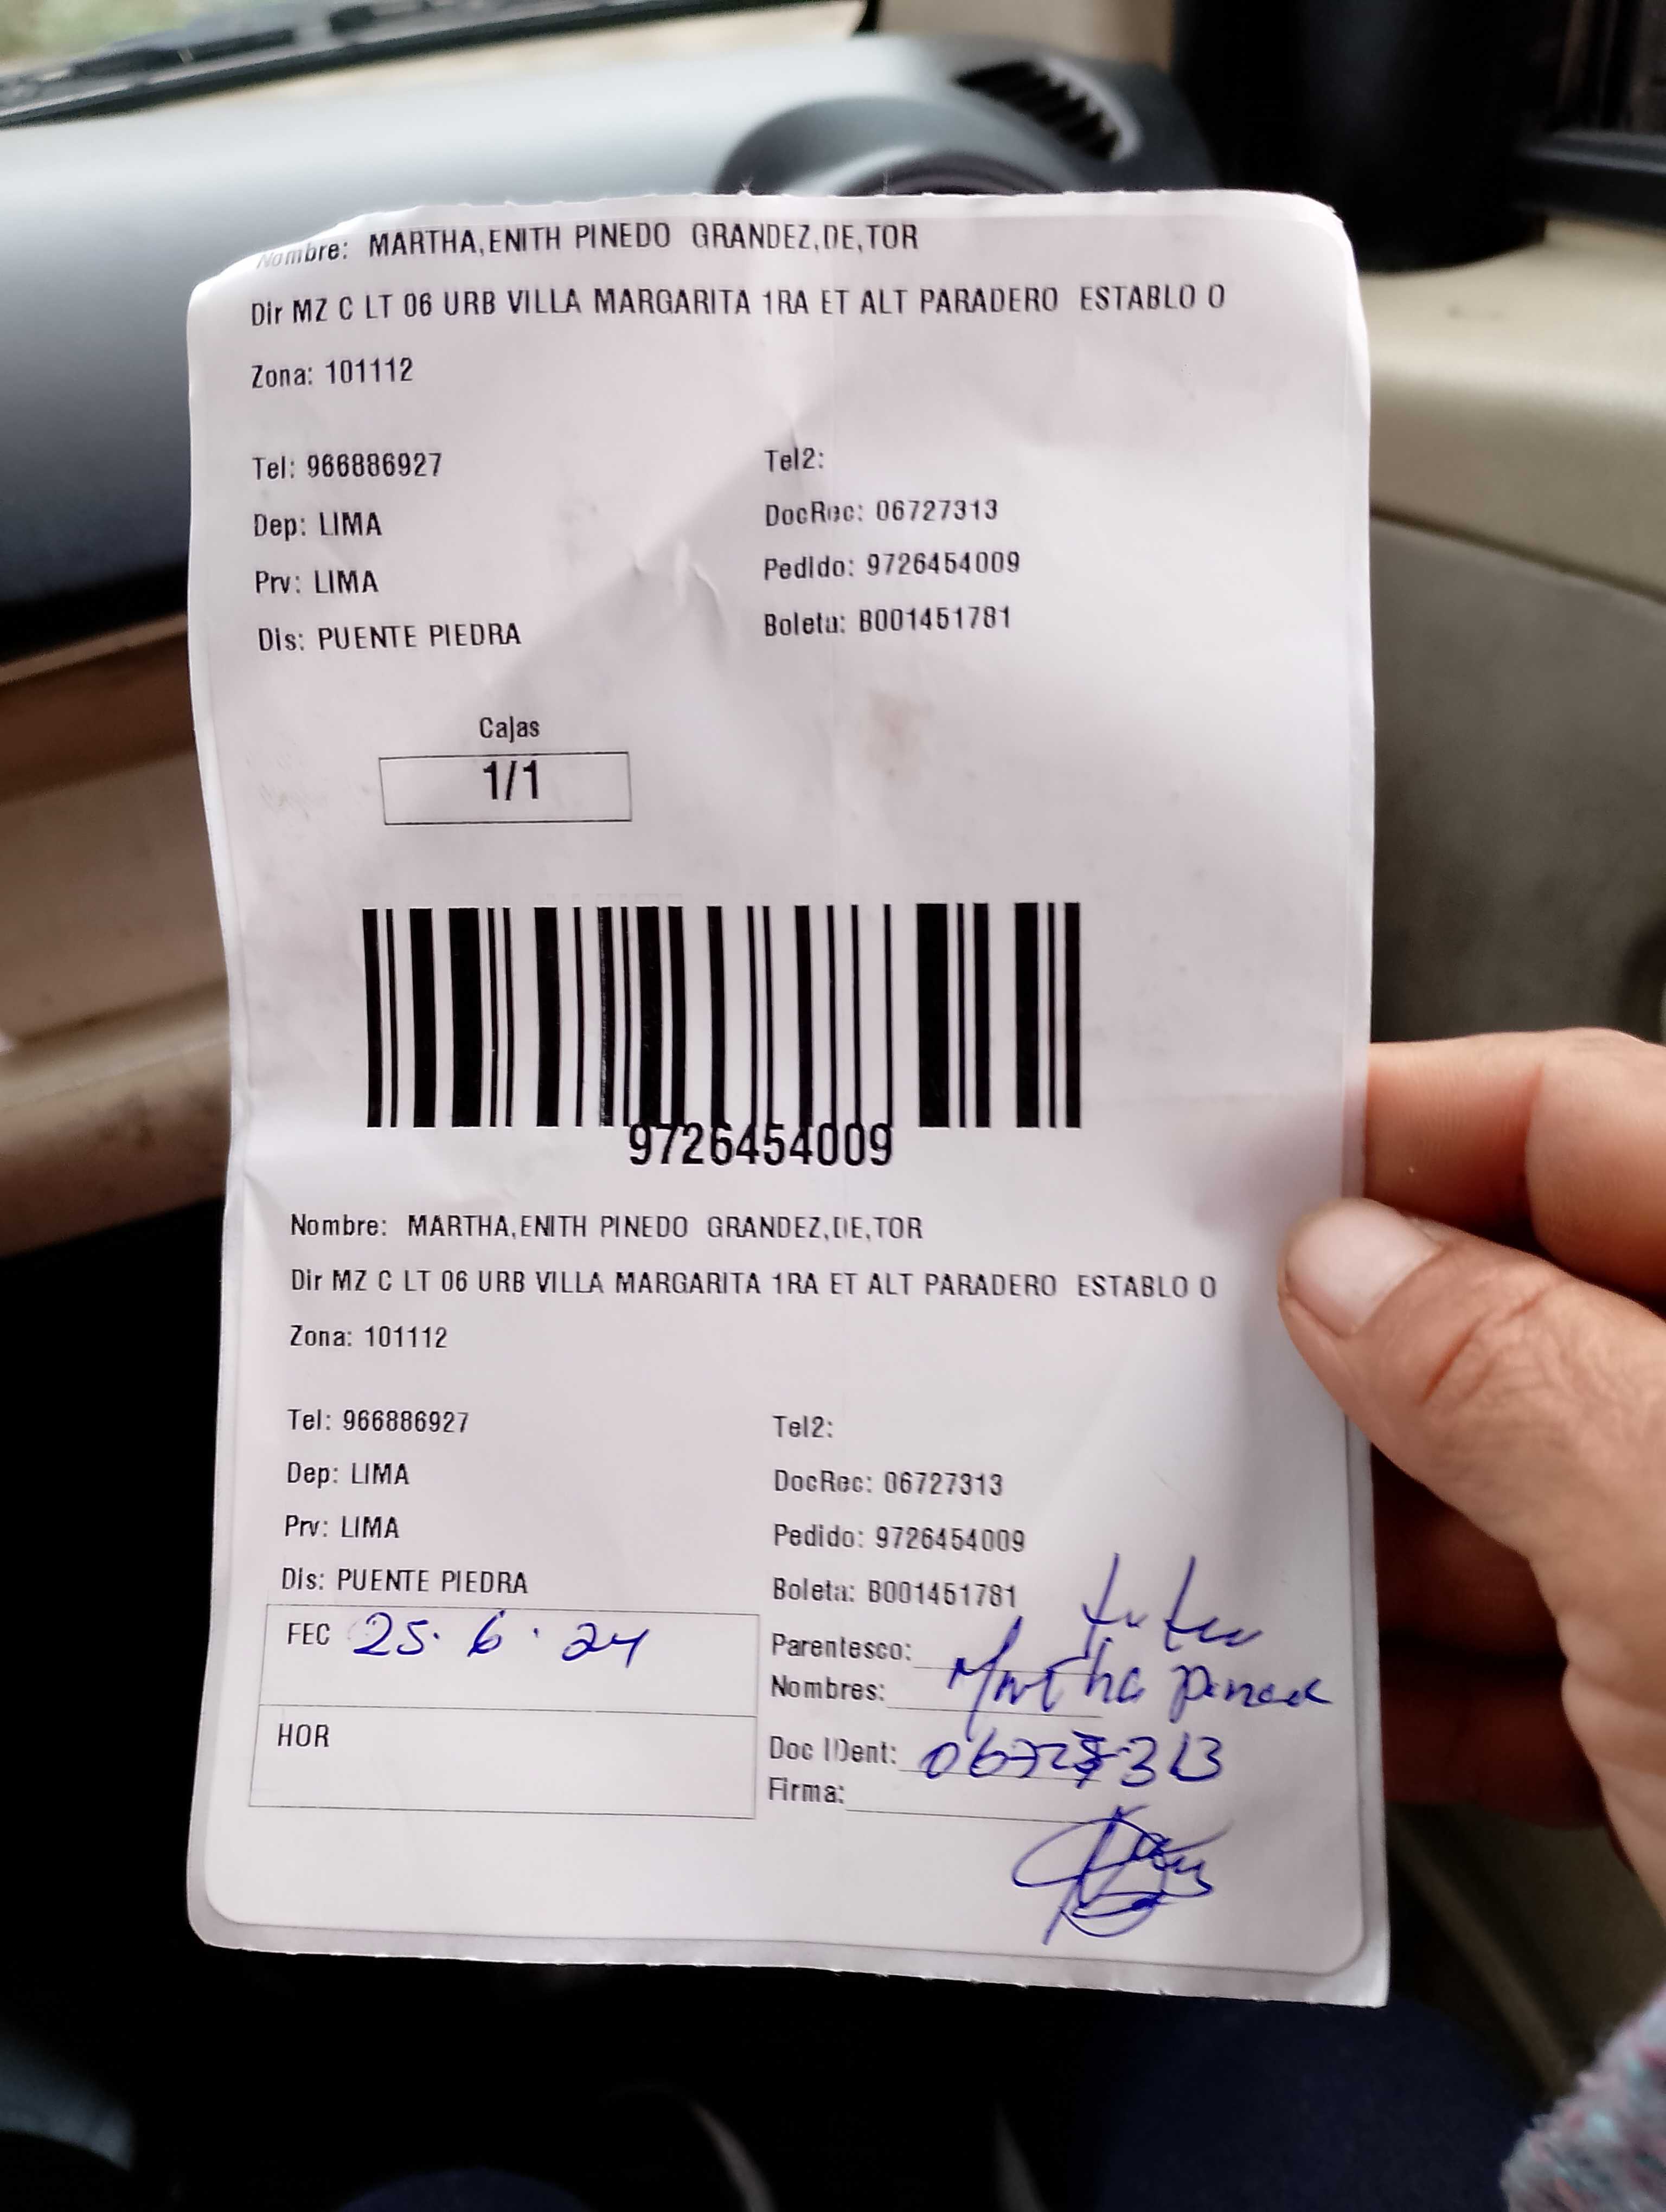 Nombre: MARTHA,ENITH PINEDO GRANDEZ,DE,TOR
Dir MZ C LT 06 URB VILLA MARGARITA 1RA ET ALT PARADERO ESTABLO O
Zona: 101112
Tel: 966886927 Tel2:
Dep: LIMA DocRec: 06727313
Prv: LIMA Pedido: 9726454009
Dis: PUENTE PIEDRA Boleta: B001451781
Cajas
1/1
9726454009
Nombre: MARTHA,ENITH PINEDO GRANDEZ,DE,TOR
Dir MZ C LT 06 URB VILLA MARGARITA 1RA ET ALT PARADERO ESTABLO O
Zona: 101112
Tel: 966886927 Tel2:
Dep: LIMA DocRec: 06727313
Prv: LIMA Pedido: 9726454009
Dis: PUENTE PIEDRA Boleta: B001451781
FEC 25.6.24 Parentesco:
Nombres: Martha Pinedo
HOR Doc IDent: 06727313
Firma: